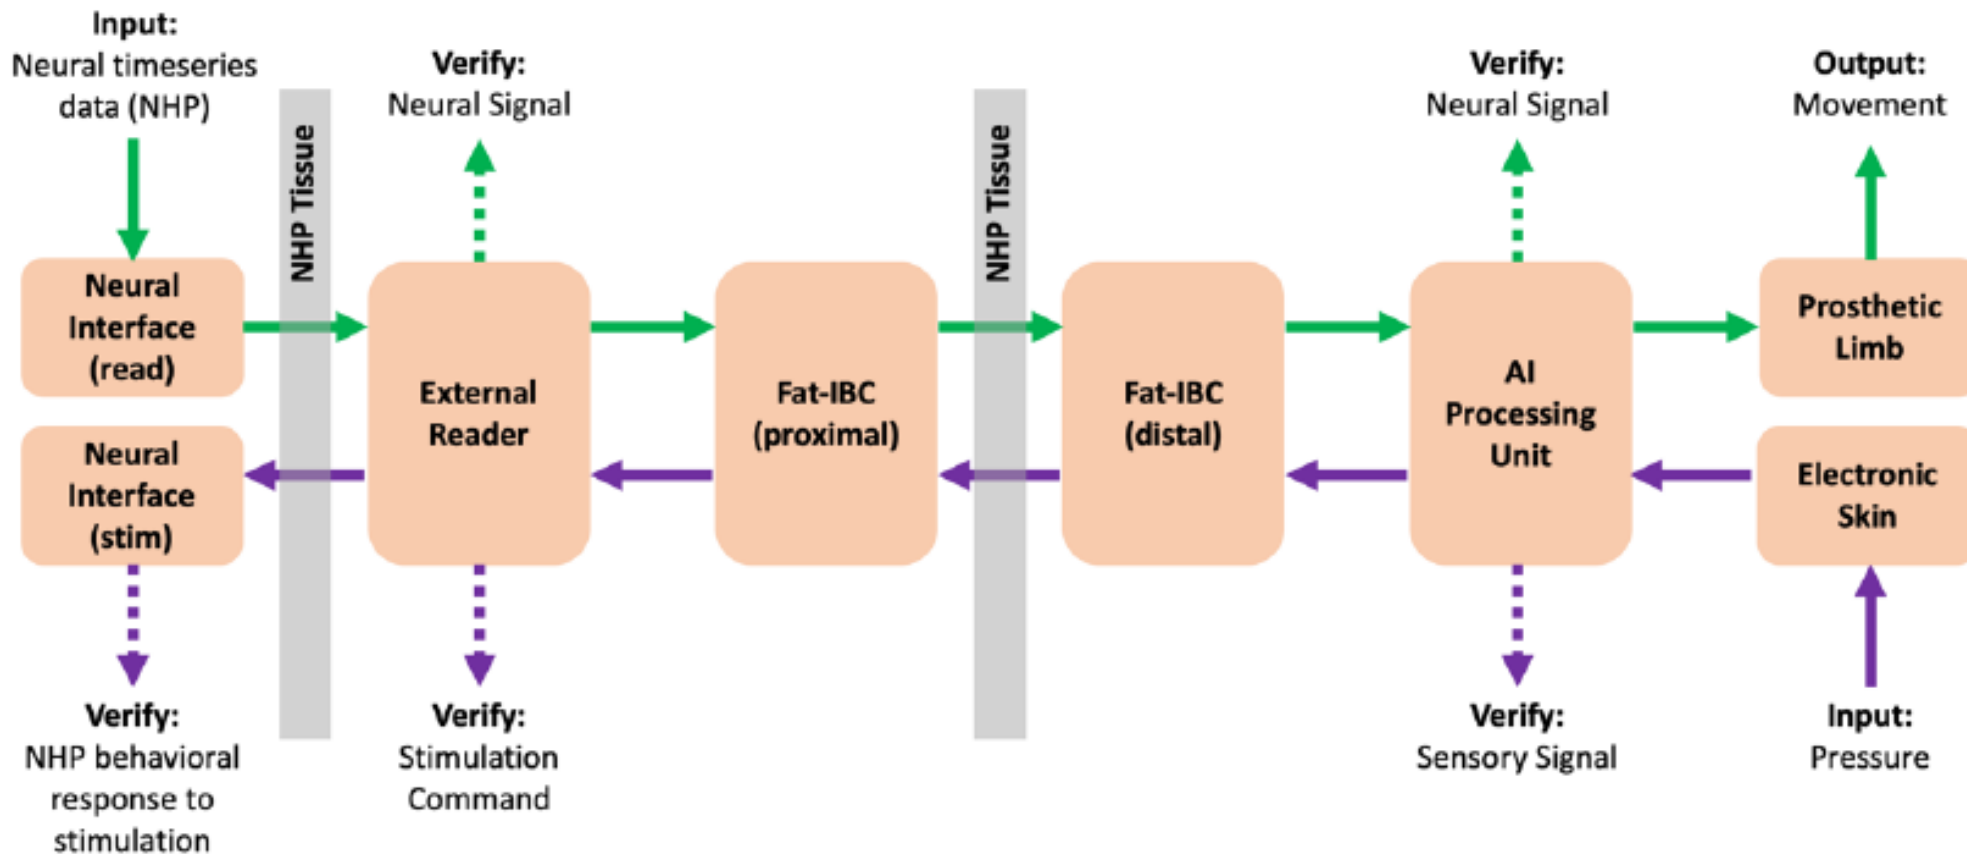 Input:
Neural timeseries
data (NHP)
Verify:
Neural Signal
Verify:
Neural Signal
Output:
Movement
NHP Tissue
NHP Tissue
Neural
Interface
(read)
Neural
Interface
(stim)
External
Reader
Fat-IBC
(proximal)
Fat-IBC
(distal)
AI
Processing
Unit
Prosthetic
Limb
Electronic
Skin
Verify:
NHP behavioral
response to
stimulation
Verify:
Stimulation
Command
Verify:
Sensory Signal
Input:
Pressure